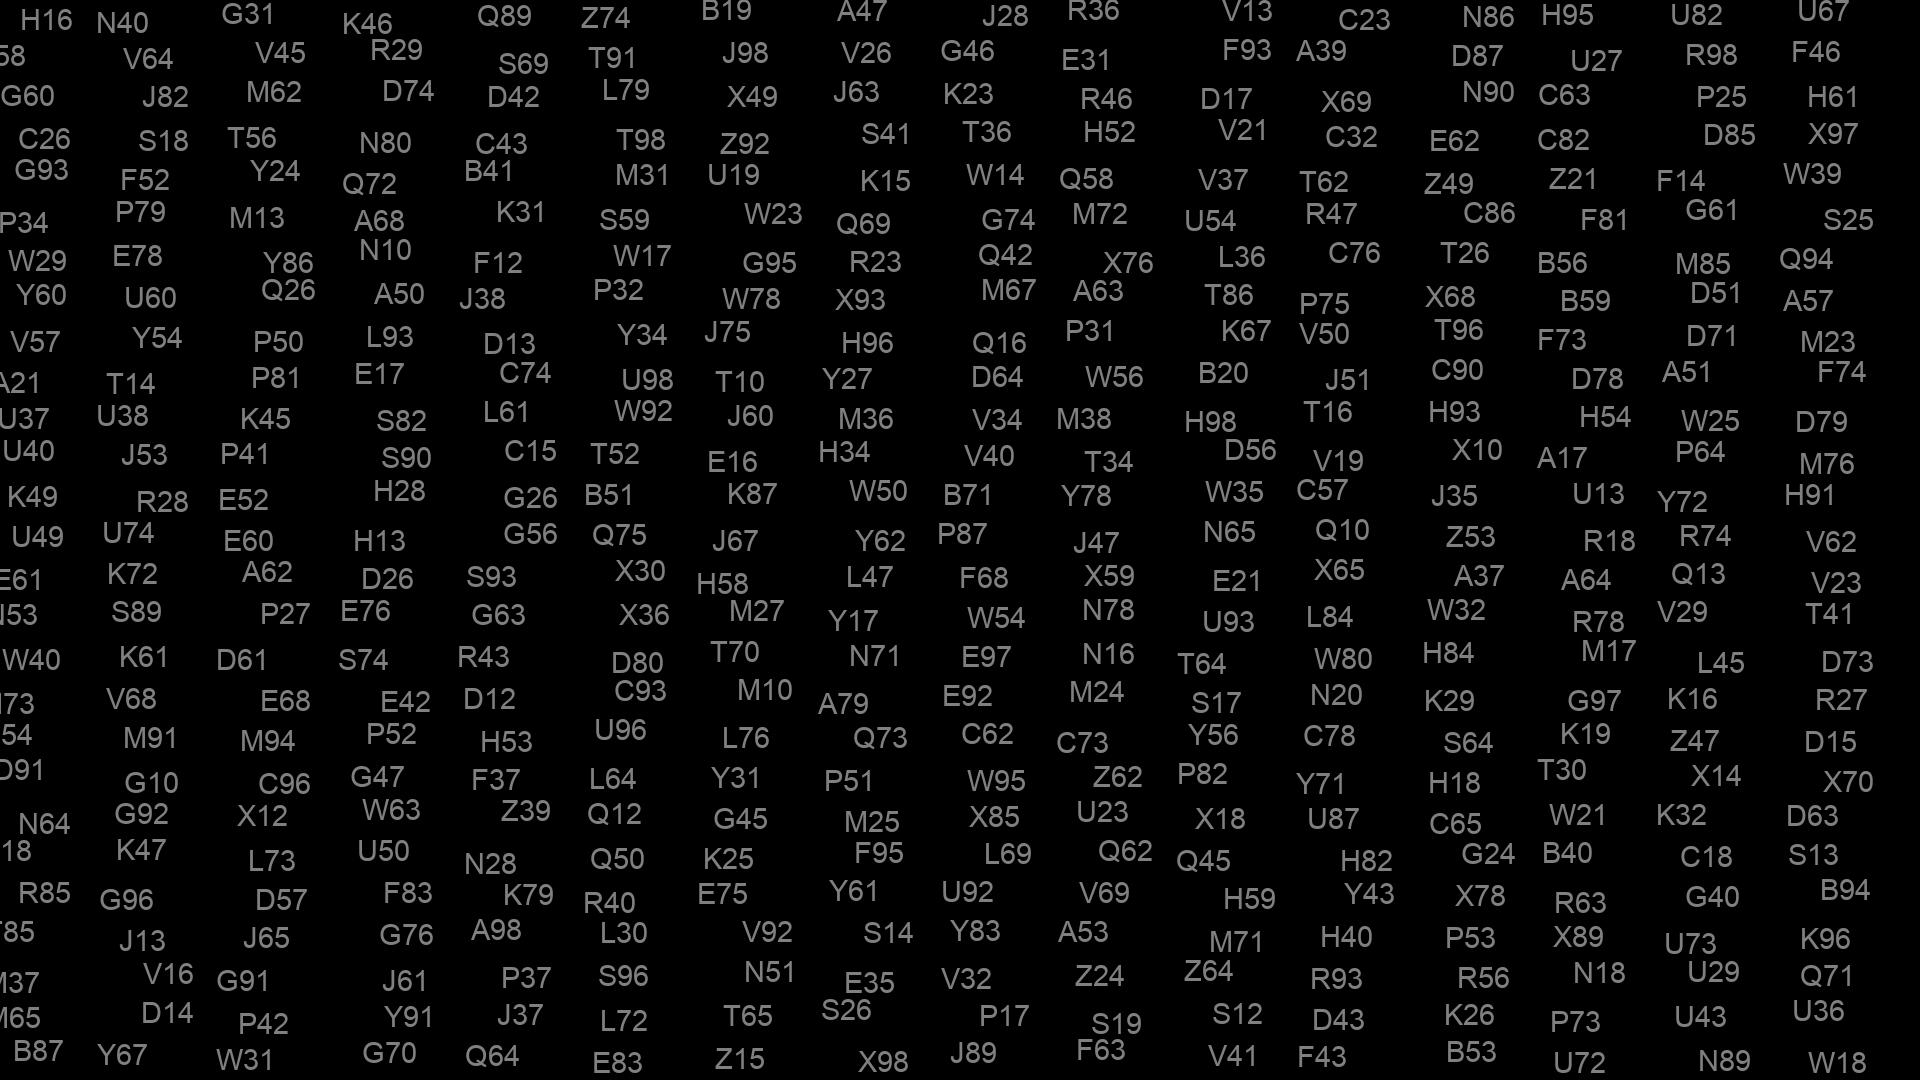 H16 N40 G31 K46 Q89 Z74 B19 A47 J28 R36 V13 C23 N86 H95 U82 U67
58 V64 V45 R29 S69 T91 J98 V26 G46 E31 F93 A39 D87 U27 R98 F46
G60 J82 M62 D74 D42 L79 X49 J63 K23 R46 D17 X69 N90 C63 P25 H61
C26 S18 T56 N80 C43 T98 Z92 S41 T36 H52 V21 C32 E62 C82 D85 X97
G93 F52 Y24 Q72 B41 M31 U19 K15 W14 Q58 V37 T62 Z49 Z21 F14 W39
P34 P79 M13 A68 K31 S59 W23 Q69 G74 M72 U54 R47 C86 F81 G61 S25
W29 E78 Y86 N10 F12 W17 G95 R23 Q42 X76 L36 C76 T26 B56 M85 Q94
Y60 U60 Q26 A50 J38 P32 W78 X93 M67 A63 T86 P75 X68 B59 D51 A57
V57 Y54 P50 L93 D13 Y34 J75 H96 Q16 P31 K67 V50 T96 F73 D71 M23
A21 T14 P81 E17 C74 U98 T10 Y27 D64 W56 B20 J51 C90 D78 A51 F74
U37 U38 K45 S82 L61 W92 J60 M36 V34 M38 H98 T16 H93 H54 W25 D79
U40 J53 P41 S90 C15 T52 E16 H34 V40 T34 D56 V19 X10 A17 P64 M76
K49 R28 E52 H28 G26 B51 K87 W50 B71 Y78 W35 C57 J35 U13 Y72 H91
U49 U74 E60 H13 G56 Q75 J67 Y62 P87 J47 N65 Q10 Z53 R18 R74 V62
E61 K72 A62 D26 S93 X30 H58 L47 F68 X59 E21 X65 A37 A64 Q13 V23
N53 S89 P27 E76 G63 X36 M27 Y17 W54 N78 U93 L84 W32 R78 V29 T41
W40 K61 D61 S74 R43 D80 T70 N71 E97 N16 T64 W80 H84 M17 L45 D73
73 V68 E68 E42 D12 C93 M10 A79 E92 M24 S17 N20 K29 G97 K16 R27
54 M91 M94 P52 H53 U96 L76 Q73 C62 C73 Y56 C78 S64 K19 Z47 D15
D91 G10 C96 G47 F37 L64 Y31 P51 W95 Z62 P82 Y71 H18 T30 X14 X70
N64 G92 X12 W63 Z39 Q12 G45 M25 X85 U23 X18 U87 C65 W21 K32 D63
18 K47 L73 U50 N28 Q50 K25 F95 L69 Q62 Q45 H82 G24 B40 C18 S13
R85 G96 D57 F83 K79 R40 E75 Y61 U92 V69 H59 Y43 X78 R63 G40 B94
85 J13 J65 G76 A98 L30 V92 S14 Y83 A53 M71 H40 P53 X89 U73 K96
M37 V16 G91 J61 P37 S96 N51 E35 V32 Z24 Z64 R93 R56 N18 U29 Q71
M65 D14 P42 Y91 J37 L72 T65 S26 P17 S19 S12 D43 K26 P73 U43 U36
B87 Y67 W31 G70 Q64 E83 Z15 X98 J89 F63 V41 F43 B53 U72 N89 W18